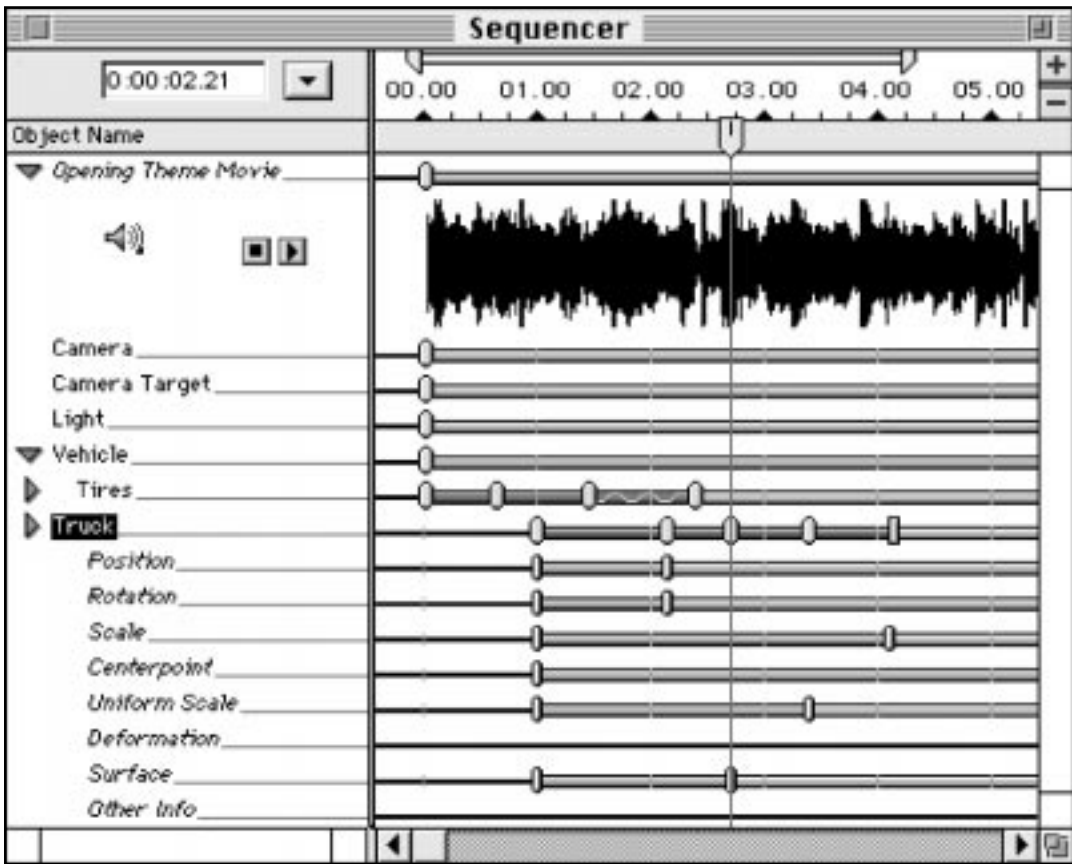 Sequencer
0:00:02.21
00.00 01.00 02.00 03.00 04.00 05.00
Object Name
Opening Theme Movie
Camera
Camera Target
Light
Vehicle
Tires
Truck
Position
Rotation
Scale
Centerpoint
Uniform Scale
Deformation
Surface
Other Info